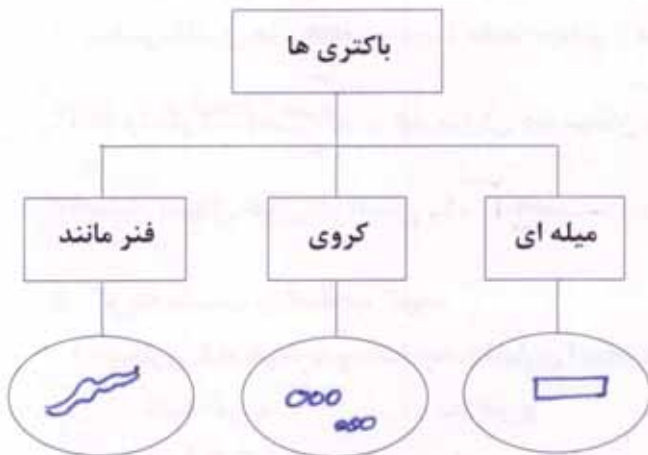 باکتری ها
میله ای
کروی
فنر مانند